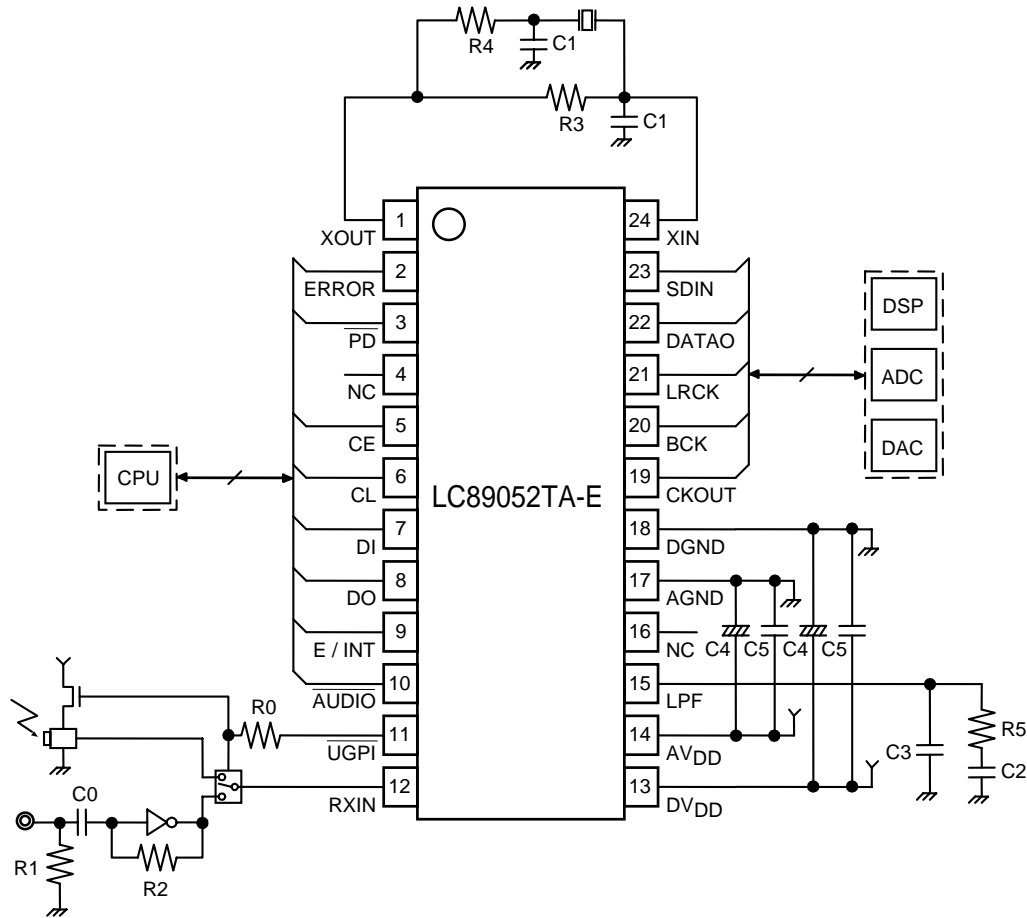 R4
C1
R3
C1
1
24
XOUT
XIN
2
23
ERROR
SDIN
3
22
PD
DATAO
DSP
4
21
NC
LRCK
ADC
5
20
CE
BCK
DAC
CPU
6
19
CL
CKOUT
LC89052TA-E
7
18
DI
DGND
8
17
DO
AGND
9
16
E / INT
NC
C4
C5
C4
C5
10
15
AUDIO
LPF
R0
R5
11
14
UGPI
AVDD
C3
C2
12
13
RXIN
DVDD
C0
R1
R2